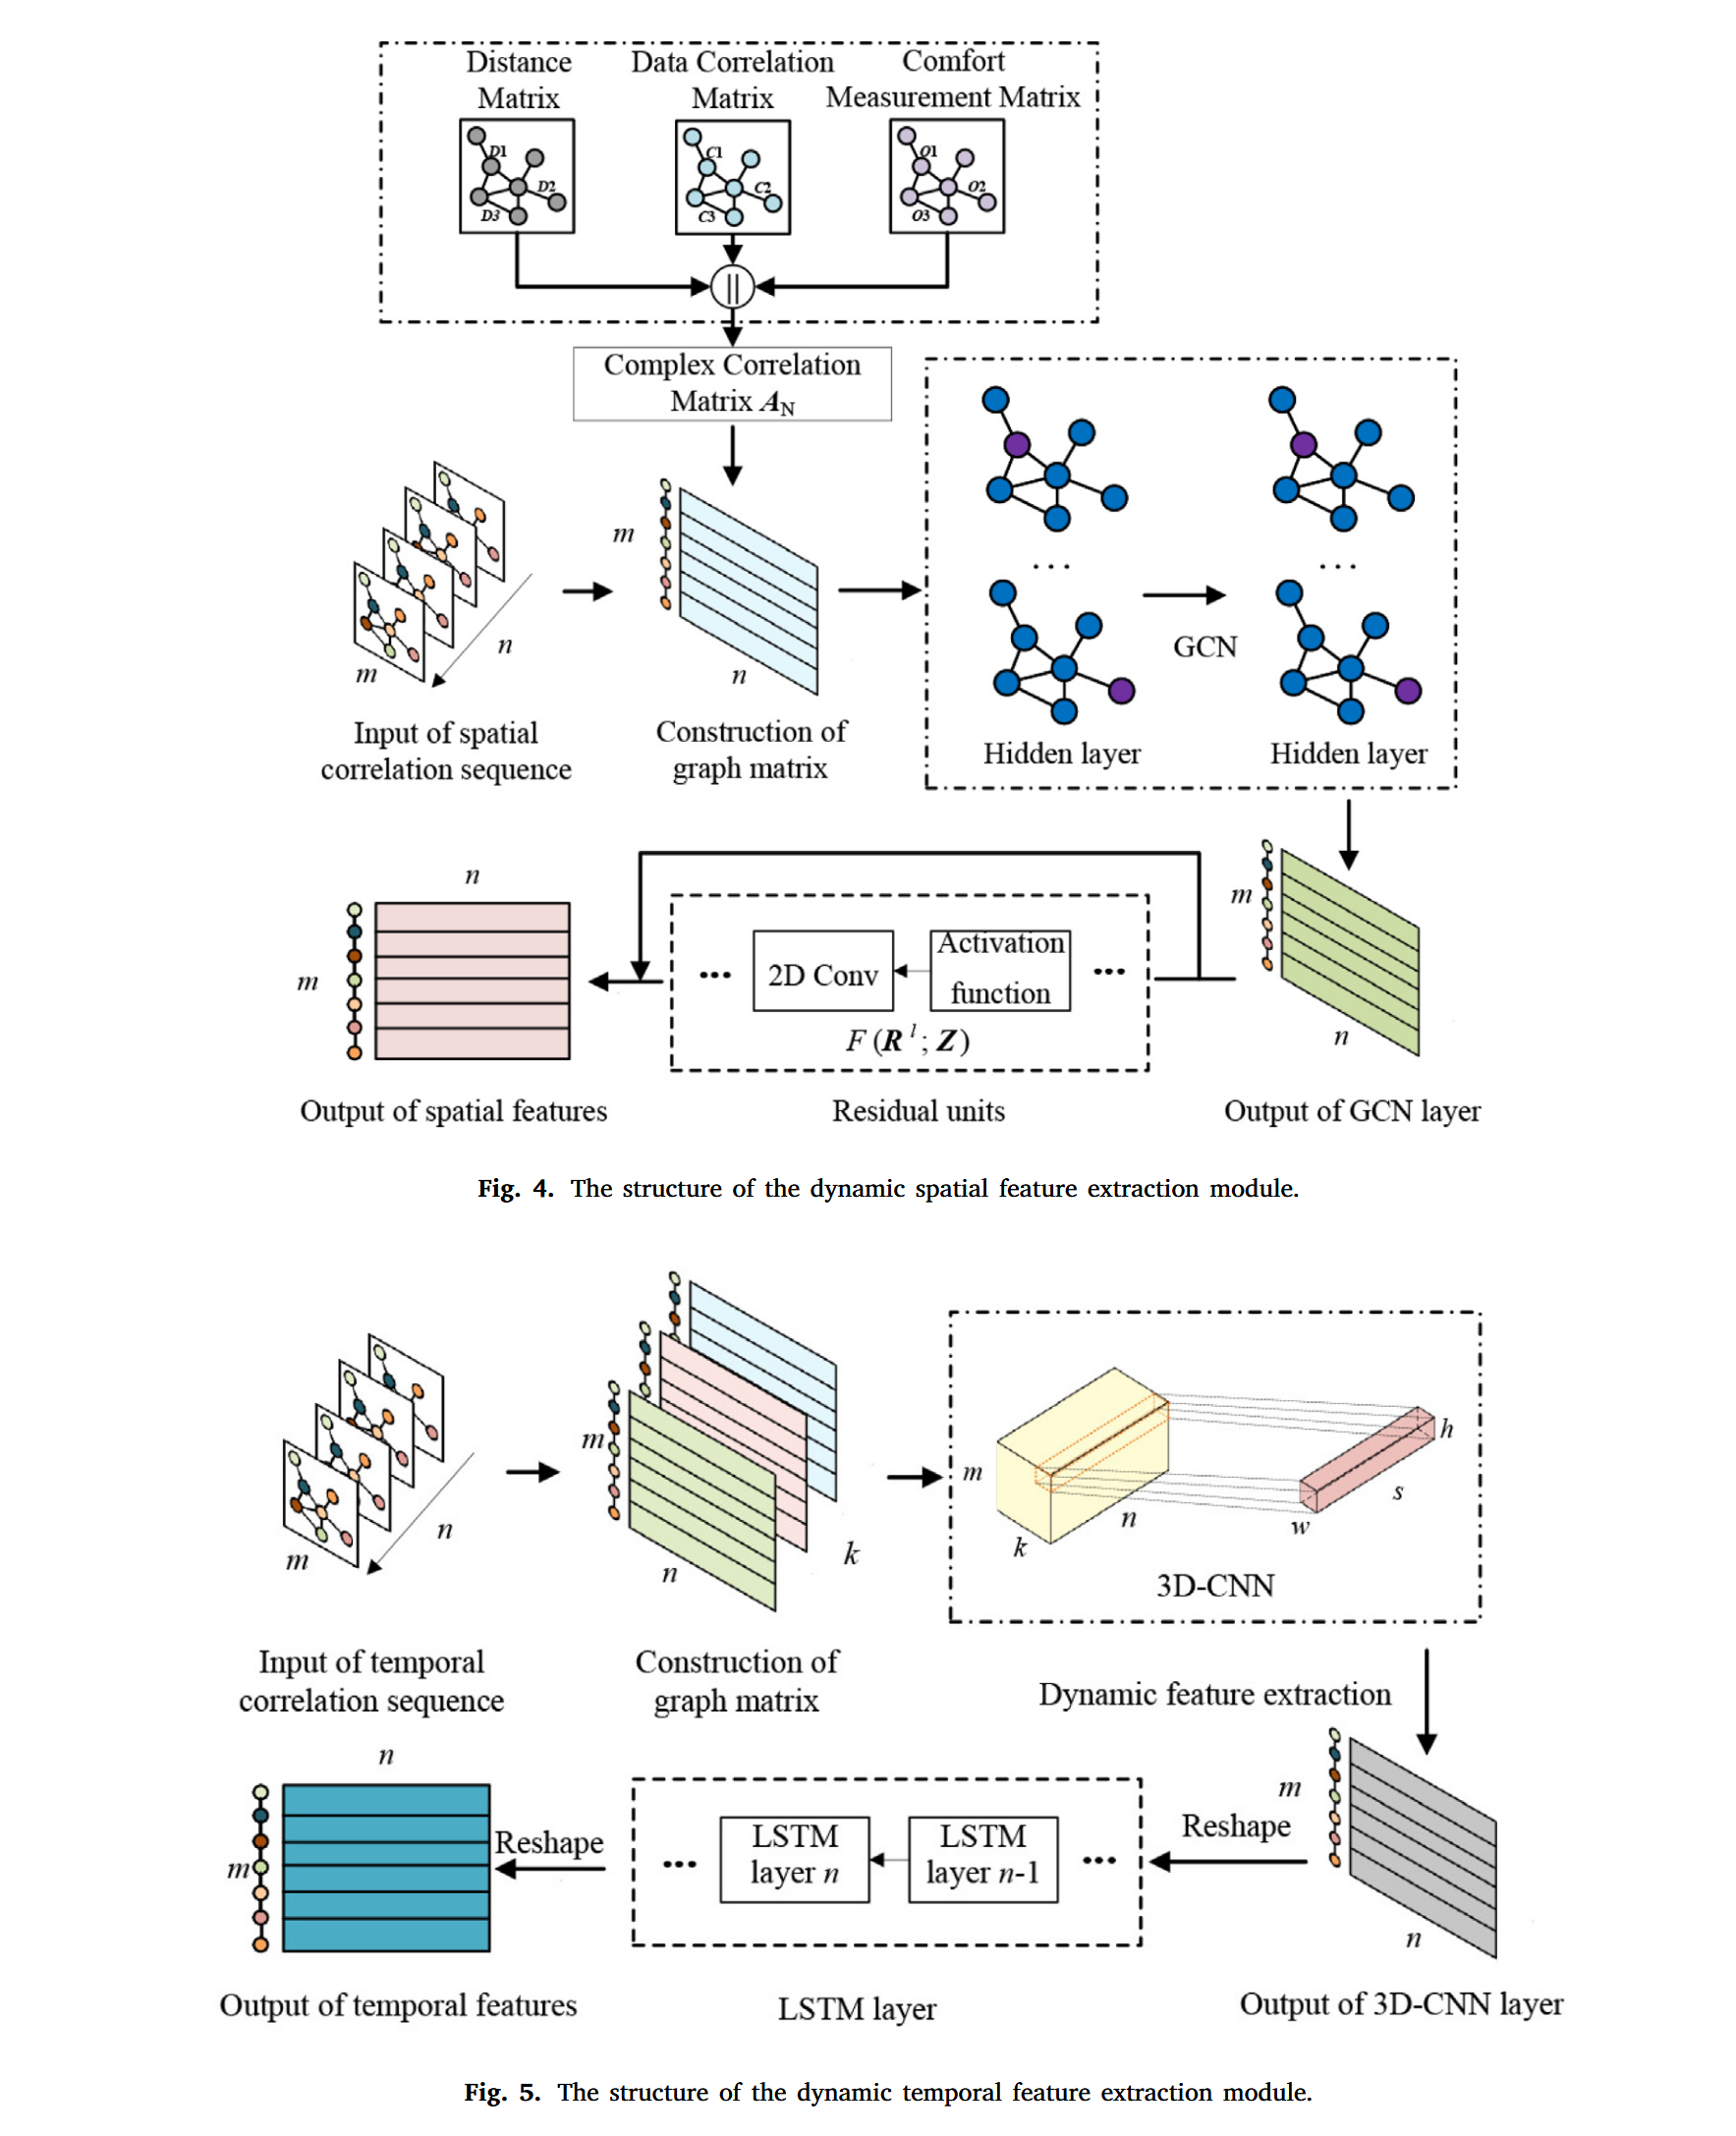 Distance
Matrix
Data Correlation
Matrix
Comfort
Measurement Matrix
D1
D2
D3
C1
C2
C3
O1
O2
O3
||
Complex Correlation
Matrix AN
m
n
Input of spatial
correlation sequence
m
n
Construction of
graph matrix
...
GCN
...
Hidden layer
Hidden layer
n
m
Output of spatial features
...
2D Conv
Activation
function
...
F (R l ; Z)
Residual units
m
n
Output of GCN layer
Fig. 4. The structure of the dynamic spatial feature extraction module.
m
n
Input of temporal
correlation sequence
m
n
k
Construction of
graph matrix
m
k
n
h
s
w
3D-CNN
Dynamic feature extraction
n
m
Output of temporal features
Reshape
...
LSTM
layer n
LSTM
layer n-1
...
LSTM layer
Reshape
m
n
Output of 3D-CNN layer
Fig. 5. The structure of the dynamic temporal feature extraction module.